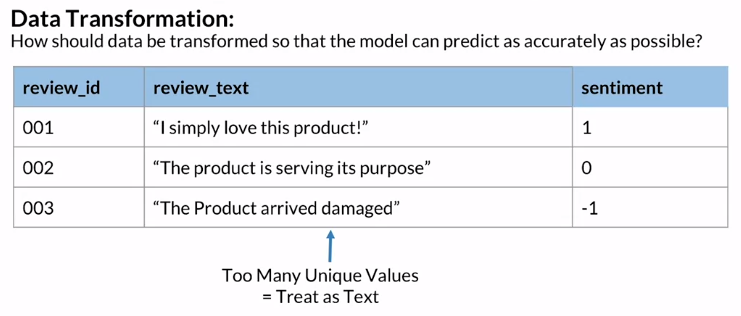 Data Transformation:
How should data be transformed so that the model can predict as accurately as possible?
review_id review_text sentiment
001 “I simply love this product!” 1
002 “The product is serving its purpose” 0
003 “The Product arrived damaged” -1
Too Many Unique Values
= Treat as Text